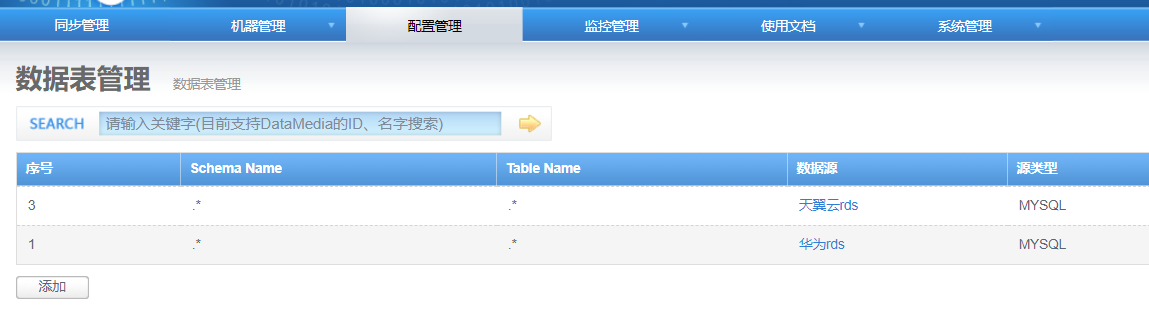 同步管理 机器管理 配置管理 监控管理 使用文档 系统管理
数据表管理 数据表管理
SEARCH 请输入关键字(目前支持DataMedia的ID、名字搜索)
序号 Schema Name Table Name 数据源 源类型
3 .* .* 天翼云rds MYSQL
1 .* .* 华为rds MYSQL
添加